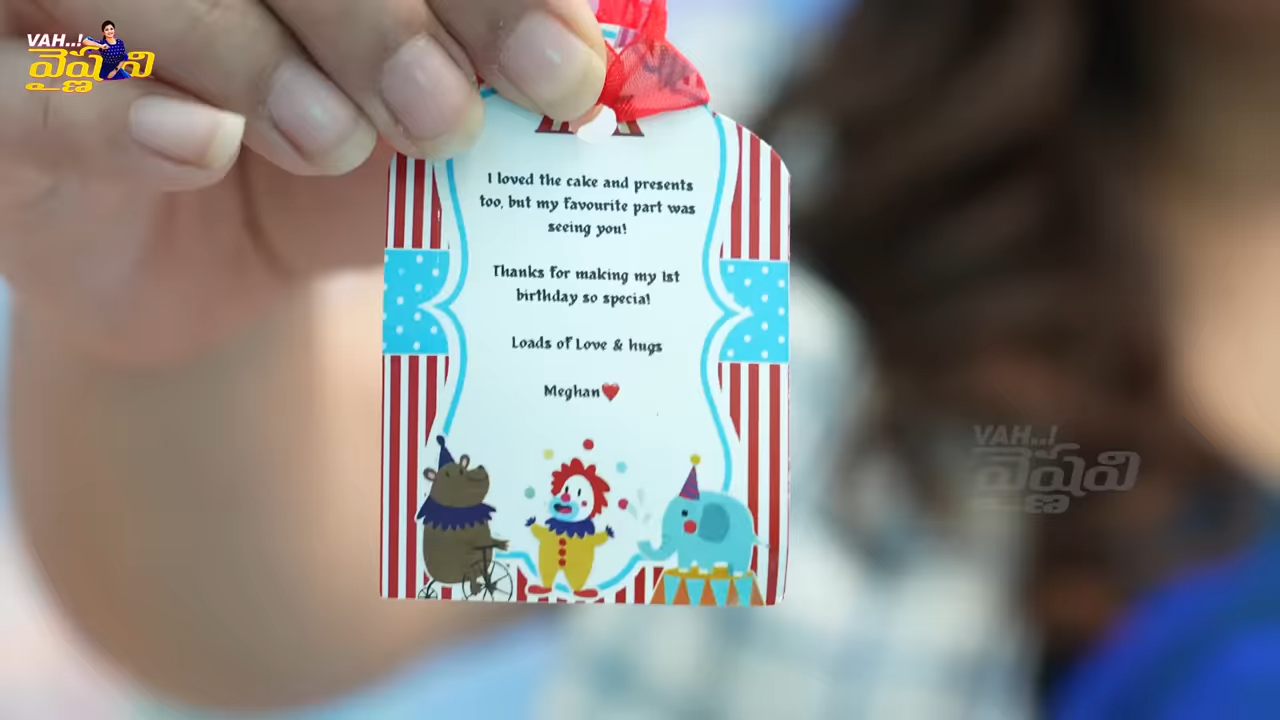 VAH..!
వైష్ణవి
I loved the cake and presents
too, but my favourite part was
seeing you!
Thanks for making my 1st
birthday so special
Loads of Love & hugs
Meghan❤️
VAH..!
వైష్ణవి